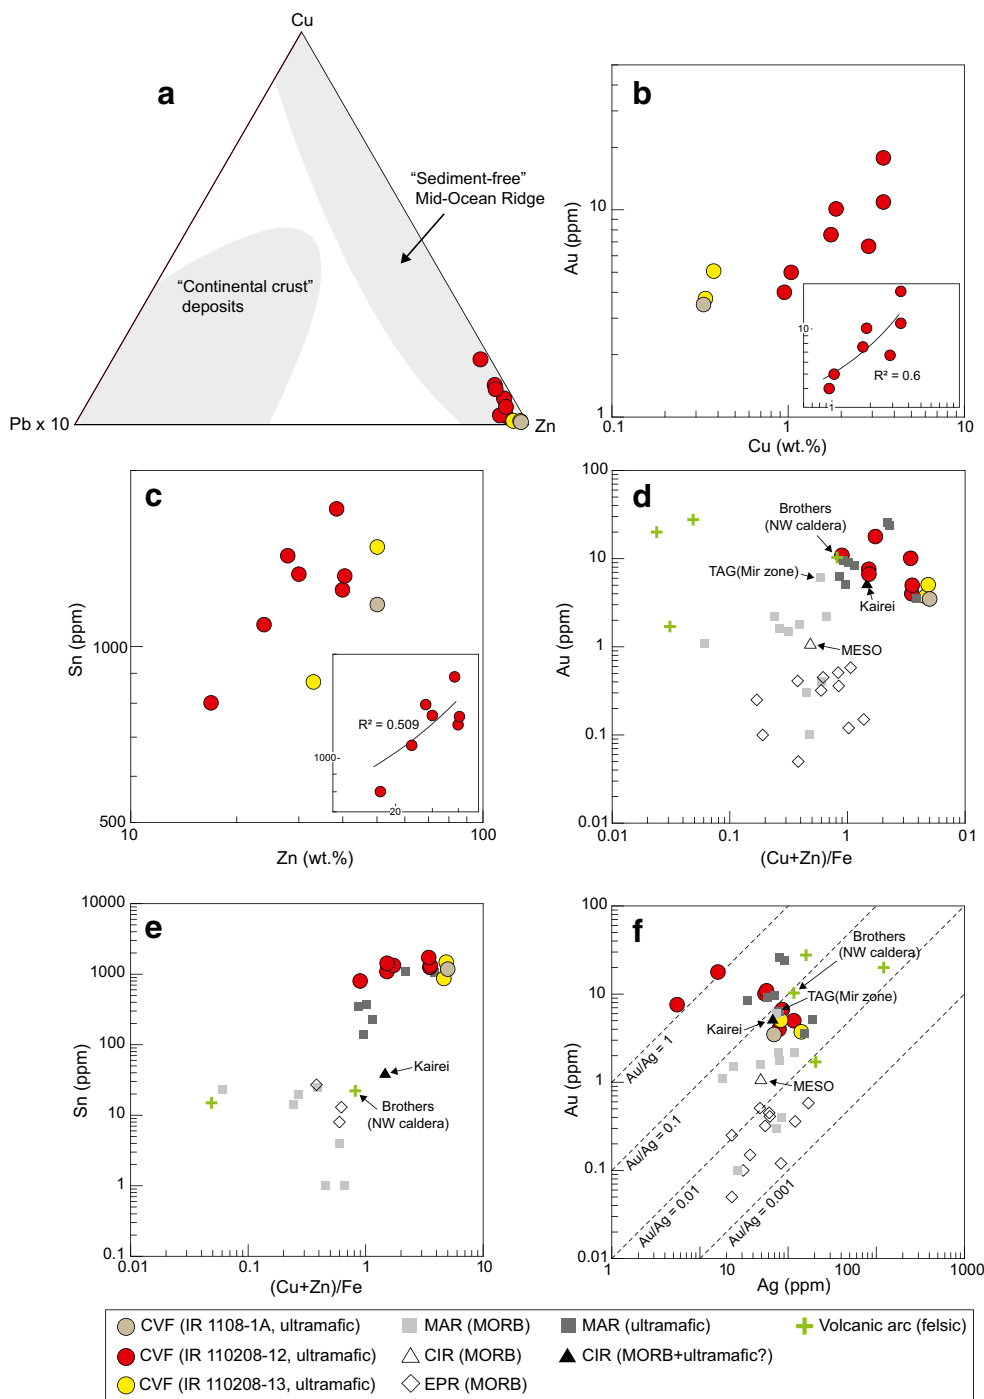 Cu
a
"Sediment-free"
Mid-Ocean Ridge
"Continental crust"
deposits
Pb x 10
Zn
b
Au (ppm)
10
1
0.1
1
10
Cu (wt.%)
10
1
R² = 0.6
c
Sn (ppm)
1000
500
10
100
Zn (wt.%)
R² = 0.509
1000
20
d
Au (ppm)
100
10
1
0.1
0.01
0.01
0.1
1
01
(Cu+Zn)/Fe
Brothers
(NW caldera)
TAG(Mir zone)
Kairei
MESO
e
Sn (ppm)
10000
1000
100
10
1
0.1
0.01
0.1
1
10
(Cu+Zn)/Fe
Kairei
Brothers
(NW caldera)
f
Au (ppm)
100
10
1
0.1
0.01
1
10
100
1000
Ag (ppm)
Brothers
(NW caldera)
TAG(Mir zone)
Kairei
MESO
Au/Ag = 1
Au/Ag = 0.1
Au/Ag = 0.01
Au/Ag = 0.001
CVF (IR 1108-1A, ultramafic)
MAR (MORB)
MAR (ultramafic)
Volcanic arc (felsic)
CVF (IR 110208-12, ultramafic)
CIR (MORB)
CIR (MORB+ultramafic?)
CVF (IR 110208-13, ultramafic)
EPR (MORB)